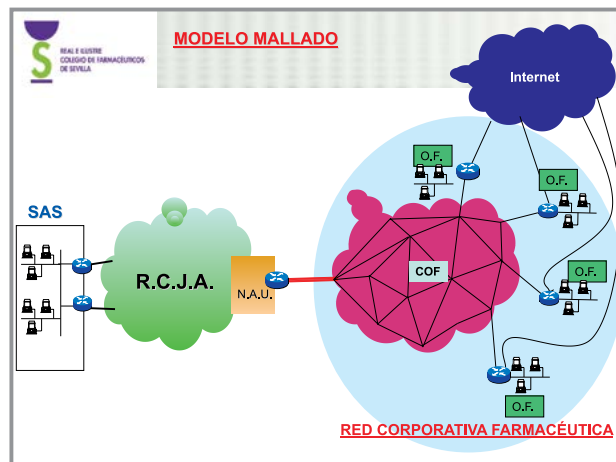 REAL E ILUSTRE
COLEGIO DE FARMACÉUTICOS
DE SEVILLA
MODELO MALLADO
Internet
O.F.
O.F.
SAS
R.C.J.A.
N.A.U.
COF
O.F.
O.F.
RED CORPORATIVA FARMACÉUTICA